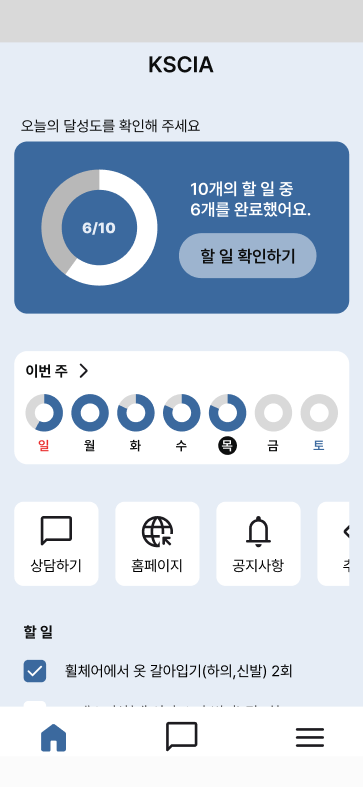 KSCIA
오늘의 달성도를 확인해 주세요
6/10
10개의 할 일 중
6개를 완료했어요.
할 일 확인하기
이번 주
일 월 화 수 목 금 토
상담하기 홈페이지 공지사항
할 일
휠체어에서 옷 갈아입기(하의,신발) 2회